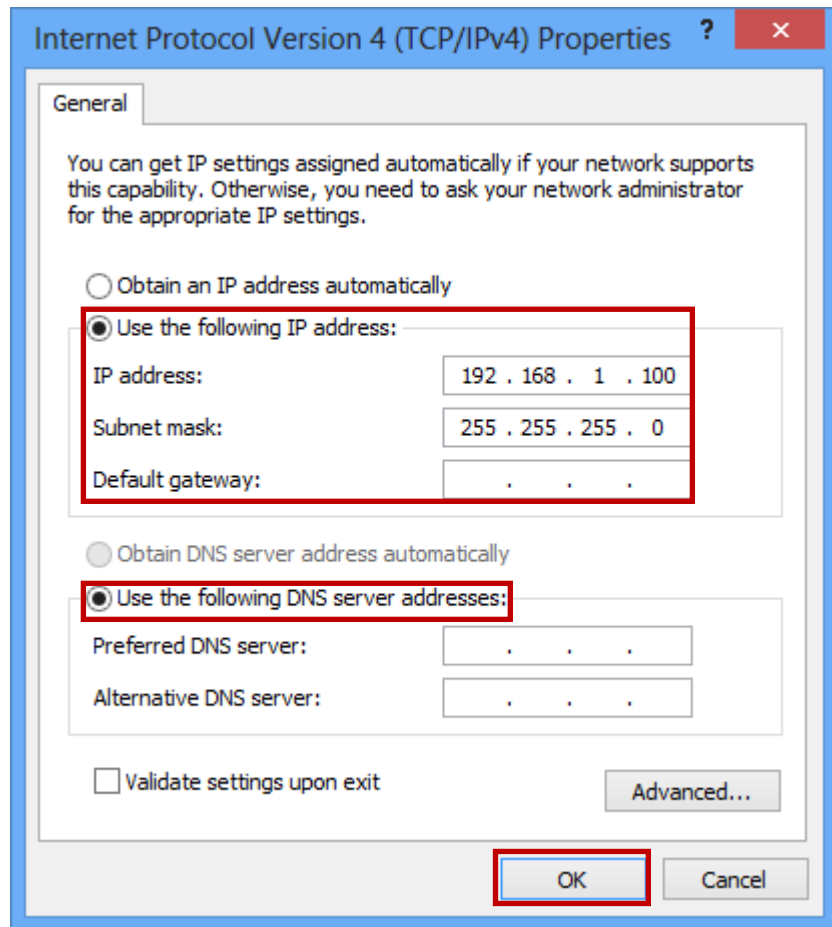 Internet Protocol Version 4 (TCP/IPv4) Properties ? ×
General
You can get IP settings assigned automatically if your network supports
this capability. Otherwise, you need to ask your network administrator
for the appropriate IP settings.
Obtain an IP address automatically
Use the following IP address:
IP address: 192 . 168 . 1 . 100
Subnet mask: 255 . 255 . 255 . 0
Default gateway: . . .
Obtain DNS server address automatically
Use the following DNS server addresses:
Preferred DNS server: . . .
Alternative DNS server: . . .
Validate settings upon exit
Advanced...
OK Cancel